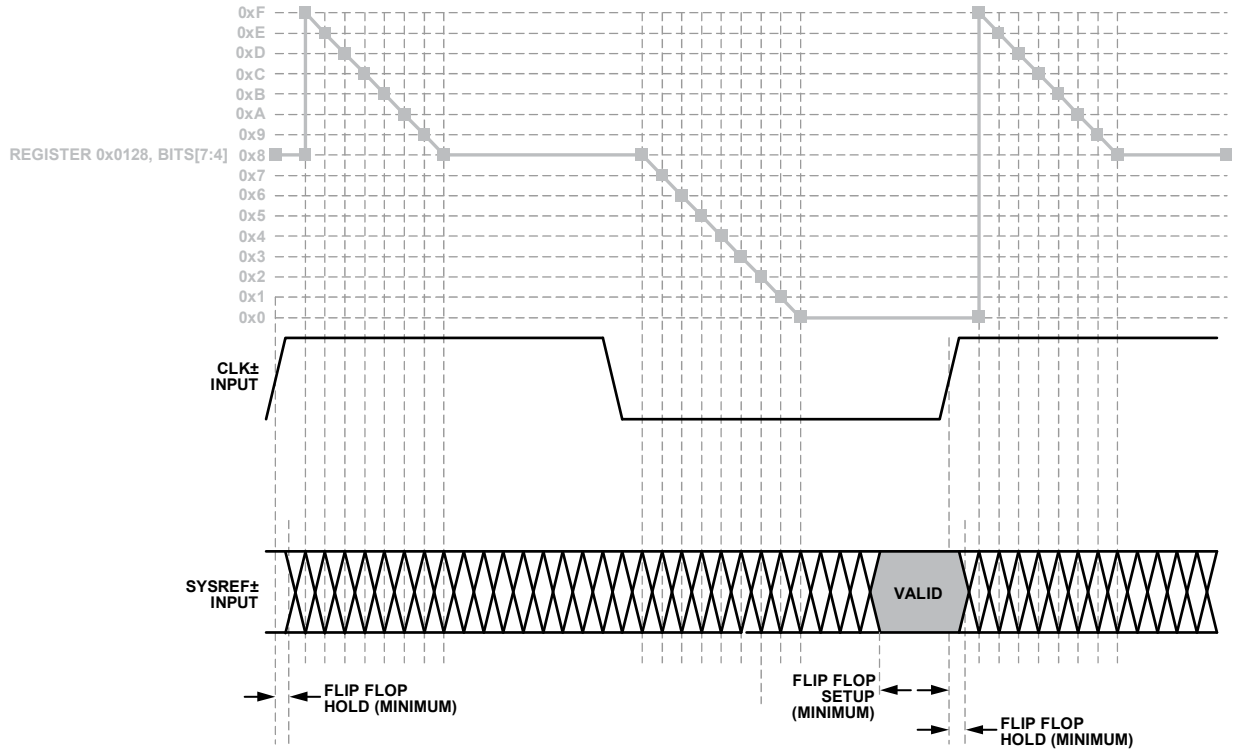 0xF
0xE
0xD
0xC
0xB
0xA
0x9
REGISTER 0x0128, BITS[7:4] 0x8
0x7
0x6
0x5
0x4
0x3
0x2
0x1
0x0
CLK±
INPUT
SYSREF±
INPUT
VALID
FLIP FLOP
HOLD (MINIMUM)
FLIP FLOP
SETUP
(MINIMUM)
FLIP FLOP
HOLD (MINIMUM)